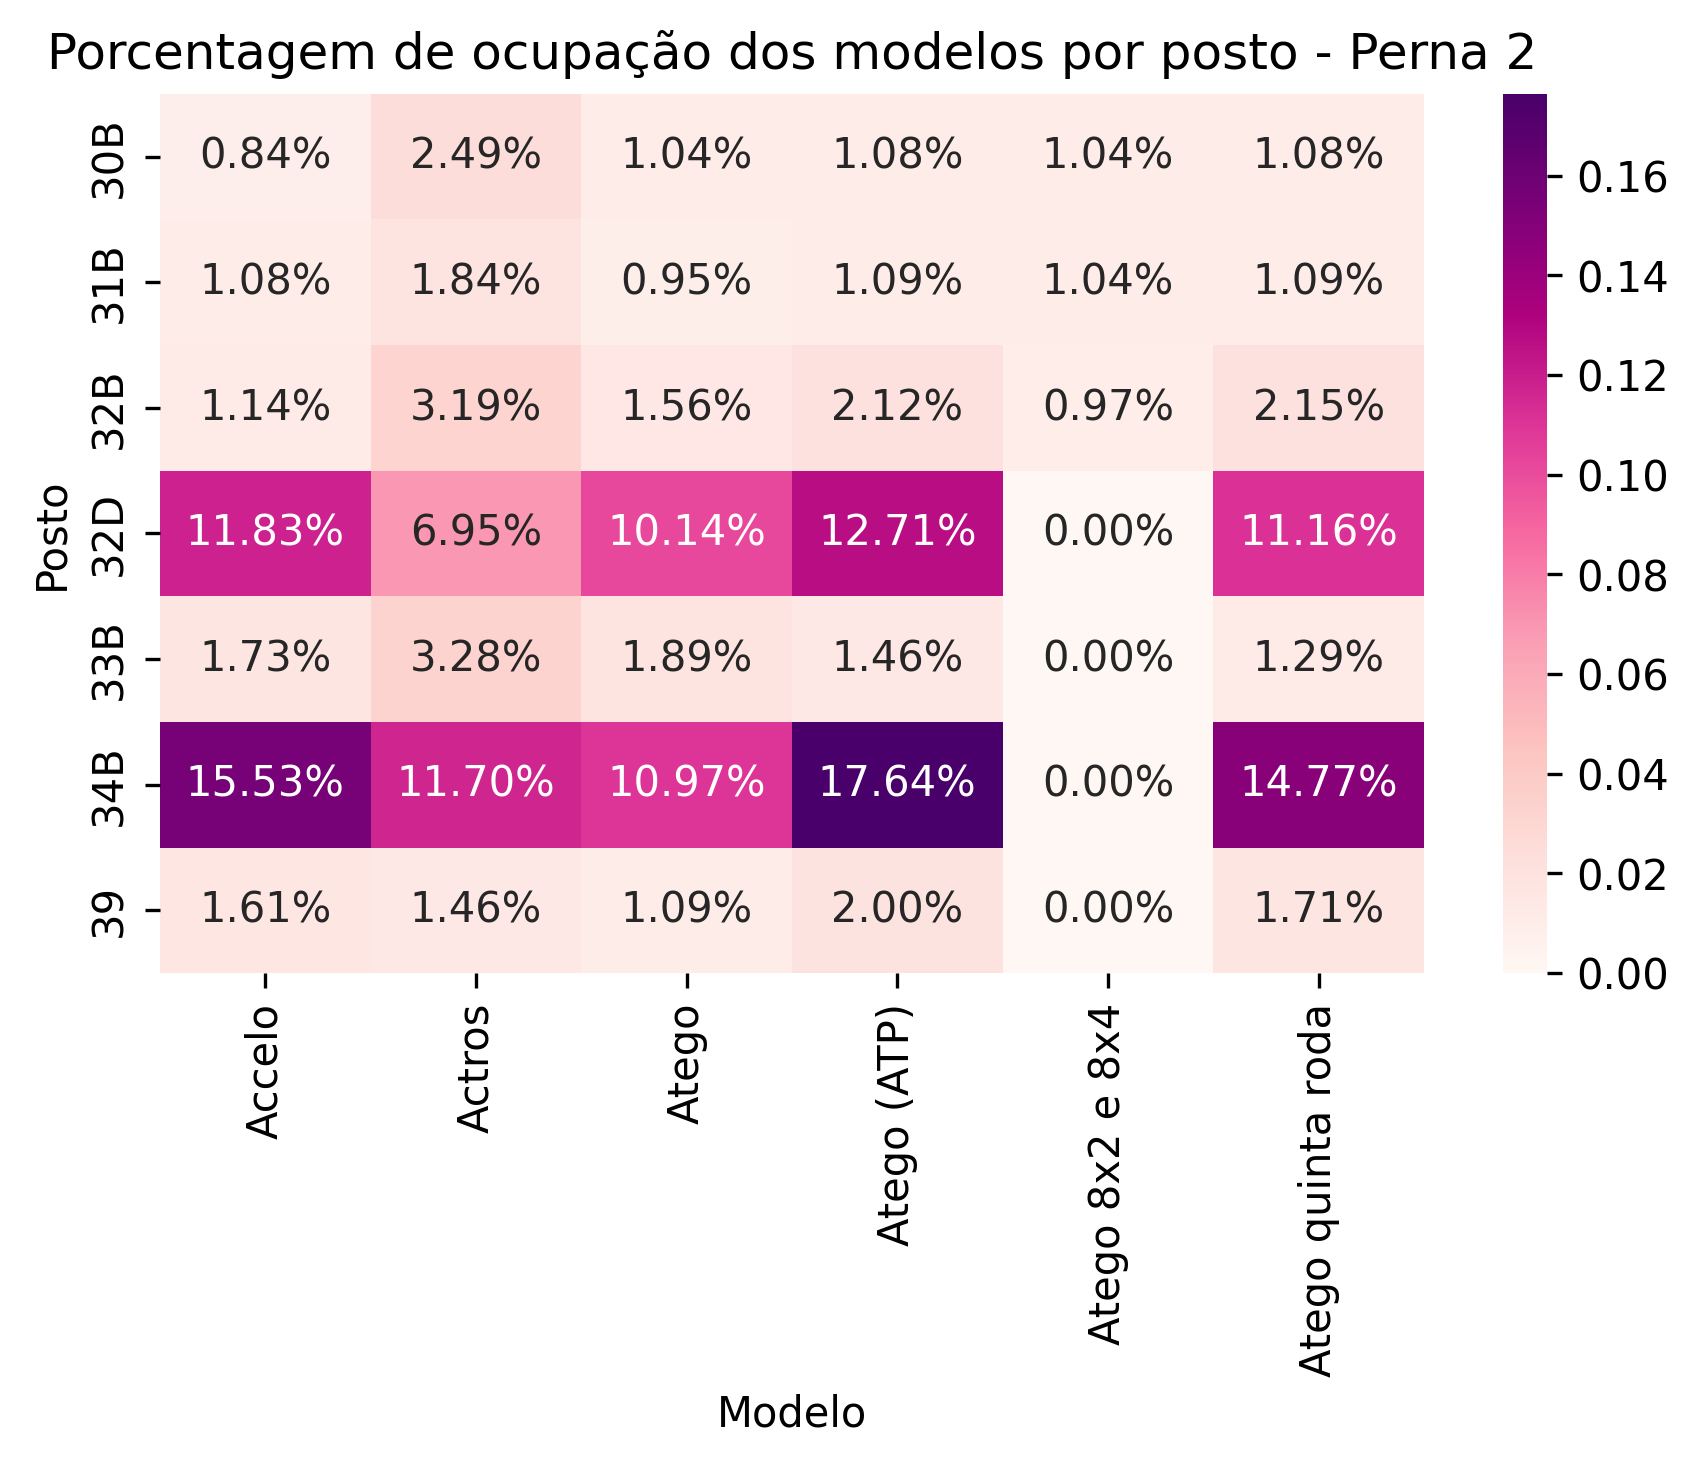 Porcentagem de ocupação dos modelos por posto - Perna 2
30B 0.84% 2.49% 1.04% 1.08% 1.04% 1.08%
31B 1.08% 1.84% 0.95% 1.09% 1.04% 1.09%
32B 1.14% 3.19% 1.56% 2.12% 0.97% 2.15%
32D 11.83% 6.95% 10.14% 12.71% 0.00% 11.16%
33B 1.73% 3.28% 1.89% 1.46% 0.00% 1.29%
34B 15.53% 11.70% 10.97% 17.64% 0.00% 14.77%
39 1.61% 1.46% 1.09% 2.00% 0.00% 1.71%
Posto
Accelo
Actros
Atego
Atego (ATP)
Atego 8x2 e 8x4
Atego quinta roda
Modelo
0.16
0.14
0.12
0.10
0.08
0.06
0.04
0.02
0.00